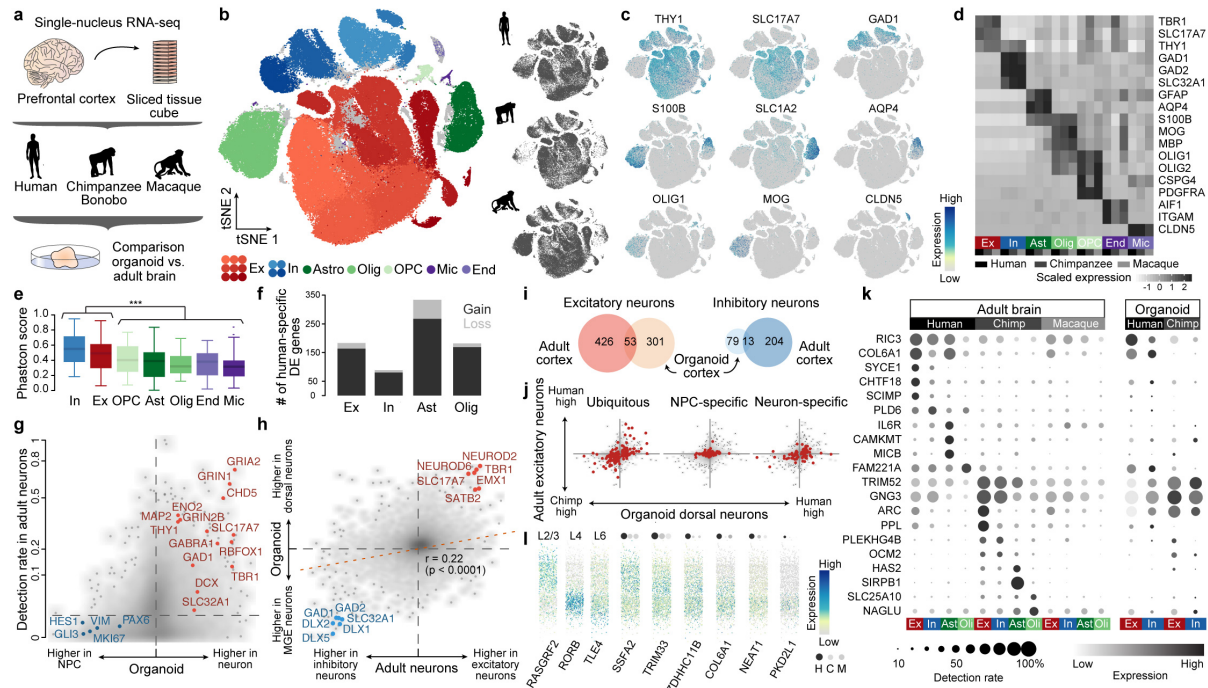 a
Single-nucleus RNA-seq
Prefrontal cortex
Sliced tissue
cube
Human
Chimpanzee
Bonobo
Macaque
Comparison
organoid vs.
adult brain
b
tSNE 2
tSNE 1
Ex
In
Astro
Olig
OPC
Mic
End
c
THY1
SLC17A7
GAD1
S100B
SLC1A2
AQP4
OLIG1
MOG
CLDN5
High
Expression
Low
d
TBR1
SLC17A7
THY1
GAD1
GAD2
SLC32A1
GFAP
AQP4
S100B
MOG
MBP
OLIG1
OLIG2
CSPG4
PDGFRA
AIF1
ITGAM
CLDN5
Ex In Ast Olig OPC End Mic
Human Chimpanzee Macaque
Scaled expression -1 0 1 2
e
***
Phastcon score
1.0
0.8
0.6
0.4
0.2
0.0
In Ex OPC Ast Olig End Mic
f
# of human-specific
DE genes
350
150
0
Gain
Loss
Ex In Ast Olig
g
Detection rate in adult neurons
1
0.8
0.5
0.2
0.1
0
GRIA2
GRIN1
CHD5
ENO2
MAP2
GRIN2B
THY1
SLC17A7
GABRA1
RBFOX1
GAD1
TBR1
DCX
SLC32A1
HES1
VIM
PAX6
GLI3
MKI67
Higher in
NPC
Organoid
Higher in
neuron
h
Higher in
dorsal neurons
Organoid
Higher in
MGE neurons
NEUROD2
NEUROD6
TBR1
SLC17A7
EMX1
SATB2
r = 0.22
(p < 0.0001)
GAD1
GAD2
DLX2
SLC32A1
DLX1
DLX5
Higher in
inhibitory
neurons
Adult neurons
Higher in
excitatory
neurons
i
Excitatory neurons
Inhibitory neurons
426 53 301
79 13 204
Adult
cortex
Organoid
cortex
Adult
cortex
j
Adult excitatory neurons
Human
high
Ubiquitous
NPC-specific
Neuron-specific
Chimp
high
Human
high
Organoid dorsal neurons
l
L2/3 L4 L6
High
Expression
Low
H C M
RASGRF2
RORB
TLE4
SSFA2
TRIM33
ZDHHC11B
COL6A1
NEAT1
PKD2L1
k
Adult brain
Organoid
Human Chimp Macaque
Human Chimp
RIC3
COL6A1
SYCE1
CHTF18
SCIMP
PLD6
IL6R
CAMKMT
MICB
FAM221A
TRIM52
GNG3
ARC
PPL
PLEKHG4B
OCM2
HAS2
SIRPB1
SLC25A10
NAGLU
Ex In Ast Oli Ex In Ast Oli Ex In Ast Oli
Ex In Ex In
10 50 100%
Detection rate
Low High
Expression